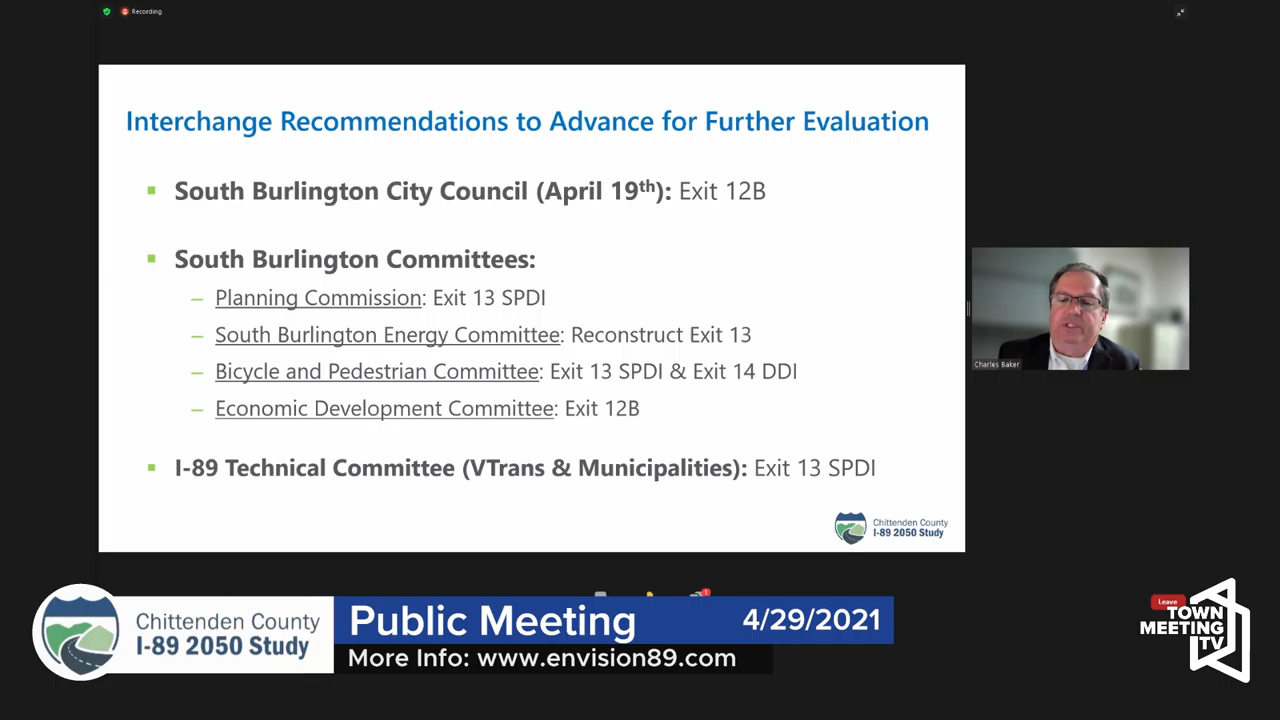 Recording
Interchange Recommendations to Advance for Further Evaluation
South Burlington City Council (April 19th): Exit 12B
South Burlington Committees:
– Planning Commission: Exit 13 SPDI
– South Burlington Energy Committee: Reconstruct Exit 13
– Bicycle and Pedestrian Committee: Exit 13 SPDI & Exit 14 DDI
– Economic Development Committee: Exit 12B
I-89 Technical Committee (VTrans & Municipalities): Exit 13 SPDI
Chittenden County
I-89 2050 Study
Charles Baker
Chittenden County
I-89 2050 Study
Public Meeting
4/29/2021
More Info: www.envision89.com
1
Leave
TOWN
MEETING
TV